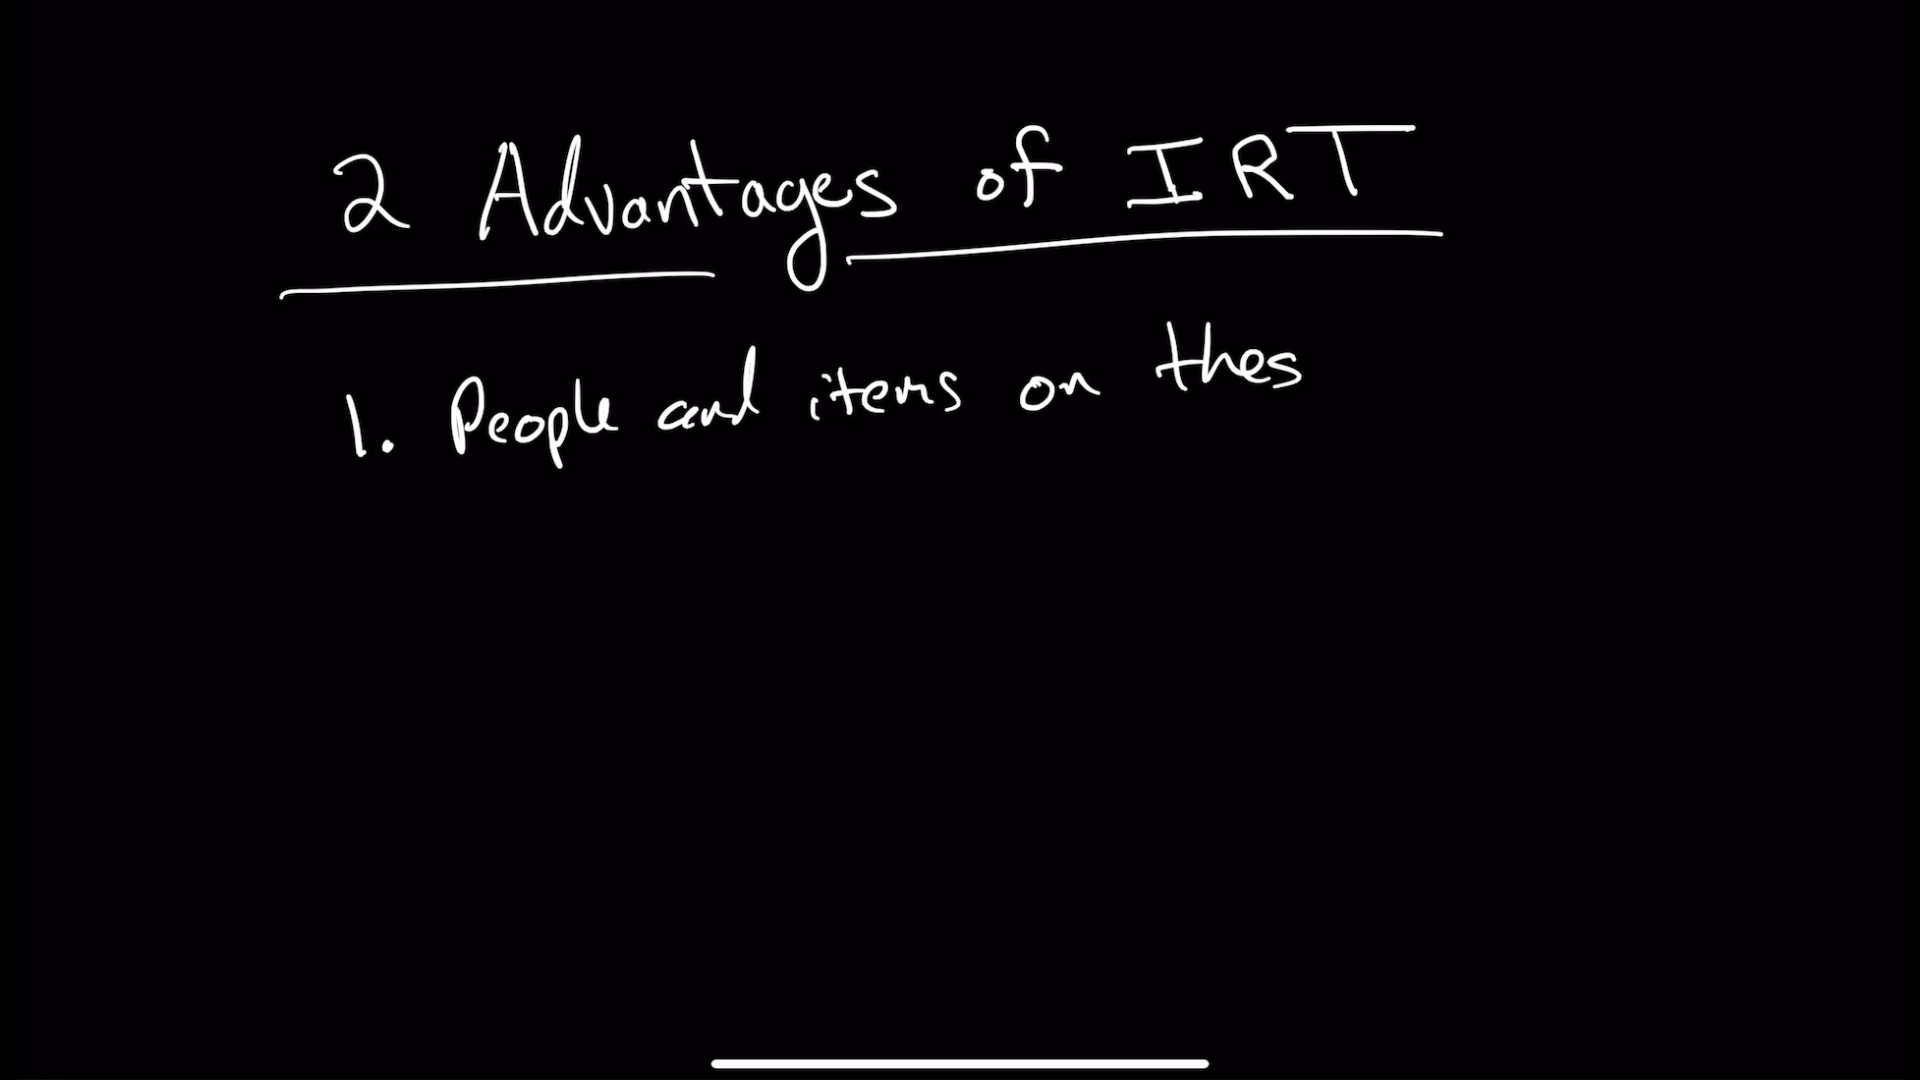 2 Advantages of IRT
1. People and items on thes